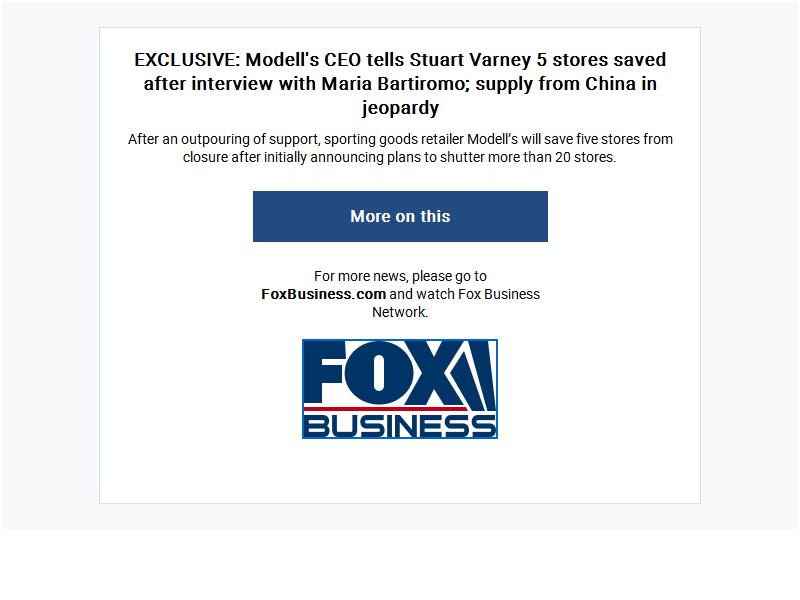 EXCLUSIVE: Modell's CEO tells Stuart Varney 5 stores saved
after interview with Maria Bartiromo; supply from China in
jeopardy
After an outpouring of support, sporting goods retailer Modell’s will save five stores from
closure after initially announcing plans to shutter more than 20 stores.
More on this
For more news, please go to
FoxBusiness.com and watch Fox Business
Network.
FOX
BUSINESS